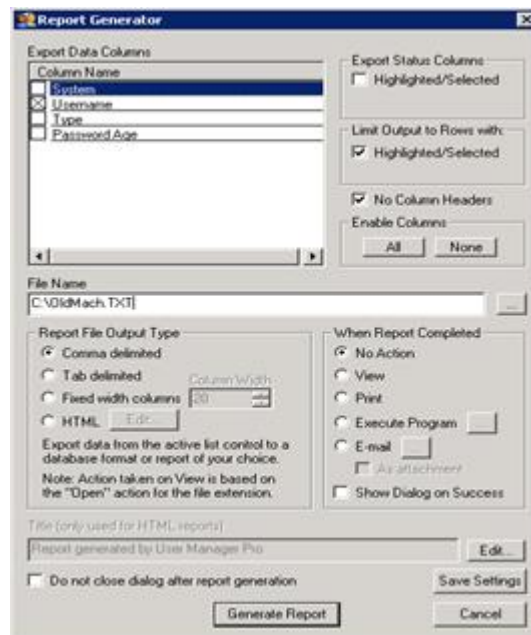 Report Generator
Export Data Columns
Column Name
System
Username
Type
Password Age
Export Status Columns
Highlighted/Selected
Limit Output to Rows with:
Highlighted/Selected
No Column Headers
Enable Columns
All
None
File Name
C:\OldMach.TXT
...
Report File Output Type
Comma delimited
Tab delimited
Column Width
Fixed width columns
20
HTML
Edit...
Export data from the active list control to a
database format or report of your choice.
Note: Action taken on View is based on
the "Open" action for the file extension.
When Report Completed
No Action
View
Print
Execute Program
E-mail
As attachment
Show Dialog on Success
Title (only used for HTML reports)
Report generated by User Manager Pro
Edit...
Do not close dialog after report generation
Save Settings
Generate Report
Cancel